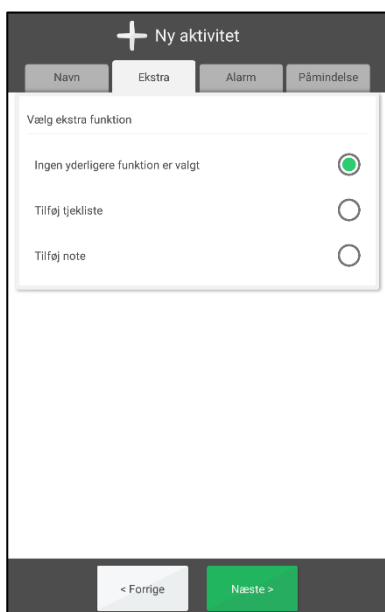 Ny aktivitet
Navn Ekstra Alarm Påmindelse
Vælg ekstra funktion
Ingen yderligere funktion er valgt
Tilføj tjekliste
Tilføj note
< Forrige Næste >